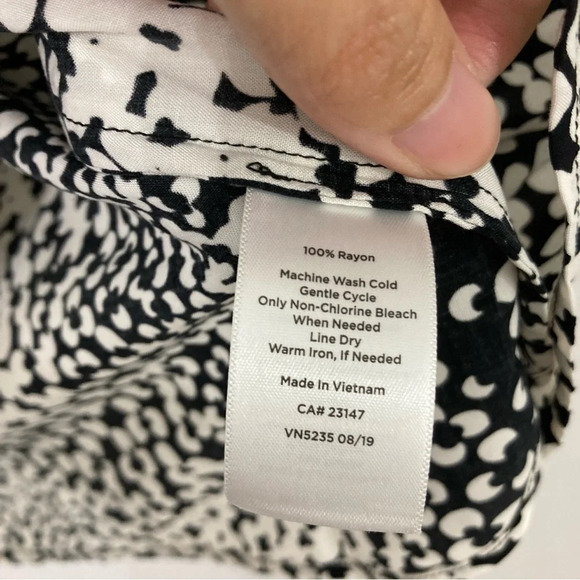 100% Rayon
Machine Wash Cold
Gentle Cycle
Only Non-Chlorine Bleach
When Needed
Line Dry
Warm Iron, If Needed
Made In Vietnam
CA# 23147
VN5235 08/19